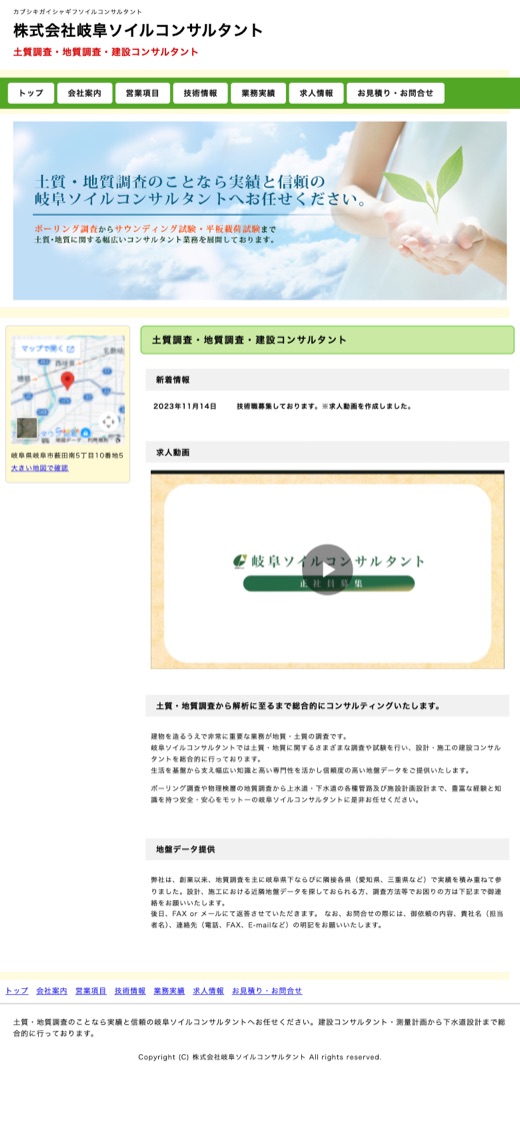 カブシキガイシャギフソイルコンサルタント
株式会社岐阜ソイルコンサルタント
土質調査・地質調査・建設コンサルタント
トップ 会社案内 営業項目 技術情報 業務実績 求人情報 お見積り・お問合せ
土質・地質調査のことなら実績と信頼の
岐阜ソイルコンサルタントへお任せください。
ボーリング調査からサウンディング試験・平板載荷試験まで
土質・地質に関する幅広いコンサルタント業務を展開しております。
マップで開く
西岐阜
岐阜県岐阜市薮田南5丁目10番地5
大きい地図で確認
土質調査・地質調査・建設コンサルタント
新着情報
2023年11月14日 技術職募集しております。※求人動画を作成しました。
求人動画
岐阜ソイルコンサルタント
正社員募集
土質・地質調査から解析に至るまで総合的にコンサルティングいたします。
建物を造るうえで非常に重要な業務が地質・土質の調査です。
岐阜ソイルコンサルタントでは土質・地質に関するさまざまな調査や試験を行い、設計・施工の建設コンサル
タントを総合的に行っております。
生活を基盤から支え幅広い知識と高い専門性を活かし信頼度の高い地盤データをご提供いたします。
ボーリング調査や物理検層の地質調査から上水道・下水道の各種管路及び施設計画設計まで、豊富な経験と知
識を持つ安全・安心をモットーの岐阜ソイルコンサルタントに是非お任せください。
地盤データ提供
弊社は、創業以来、地質調査を主に岐阜県下ならびに隣接各県（愛知県、三重県など）で実績を積み重ねて参
りました。設計、施工における近隣地盤データを探しておられる方、調査方法等でお困りの方は下記まで御連
絡をお願いいたします。
後日、FAX or メールにて返答させていただきます。 なお、お問合せの際には、御依頼の内容、貴社名（担当
者名）、連絡先（電話、FAX、E-mailなど）の明記をお願いいたします。
トップ 会社案内 営業項目 技術情報 業務実績 求人情報 お見積り・お問合せ
土質・地質調査のことなら実績と信頼の岐阜ソイルコンサルタントへお任せください。建設コンサルタント・測量計画から下水道設計まで総
合的に行っております。
Copyright (C) 株式会社岐阜ソイルコンサルタント All rights reserved.